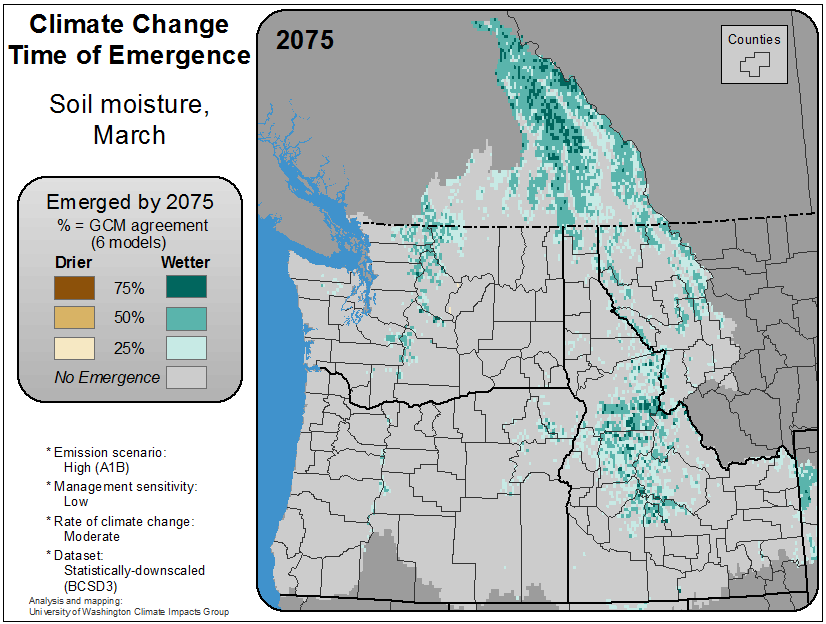 Climate Change
Time of Emergence
Soil moisture,
March
Emerged by 2075
% = GCM agreement
(6 models)
Drier Wetter
75%
50%
25%
No Emergence
* Emission scenario:
High (A1B)
* Management sensitivity:
Low
* Rate of climate change:
Moderate
* Dataset:
Statistically-downscaled
(BCSD3)
Analysis and mapping:
University of Washington Climate Impacts Group
2075
Counties